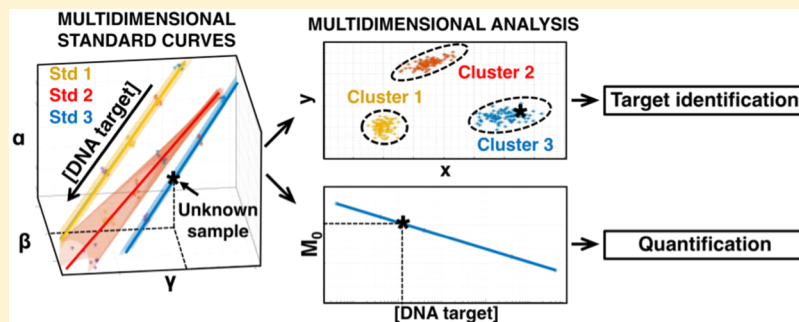 MULTIDIMENSIONAL
STANDARD CURVES
Std 1
Std 2
Std 3
[DNA target]
α
β
γ
Unknown
sample
MULTIDIMENSIONAL ANALYSIS
Cluster 1
Cluster 2
Cluster 3
y
x
Target identification
M₀
[DNA target]
Quantification